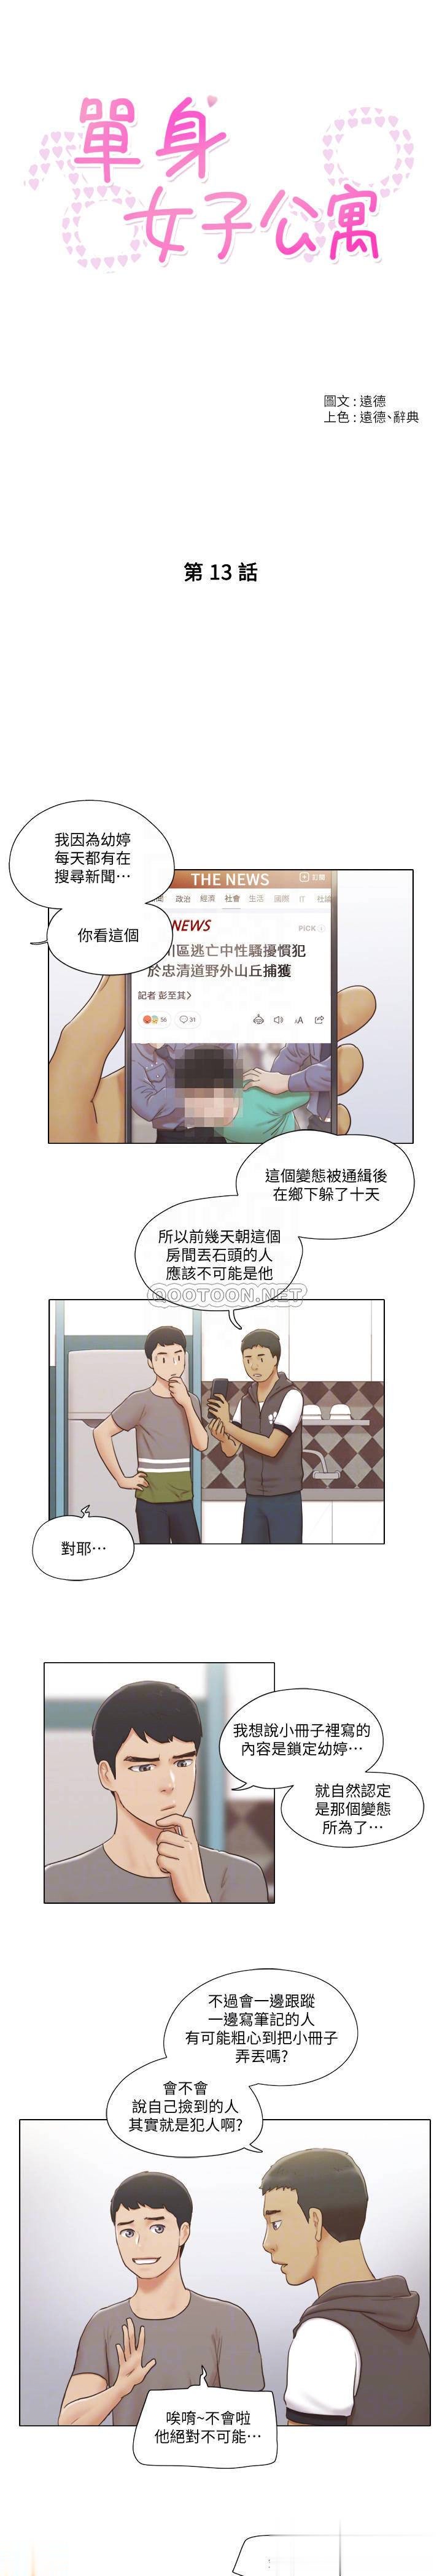 單身
女子公寓
圖文：遠德
上色：遠德、辭典
第 13 話
我因為幼婷
每天都有在
搜尋新聞⋯
你看這個
THE NEWS
訂閱
政治 經濟 社會 生活 國際 IT 社論
NEWS
PICK
川區逃亡中性騷擾慣犯
於忠清道野外山丘捕獲
記者 彭至其>
56
31
這個變態被通緝後
在鄉下躲了十天
所以前幾天朝這個
房間丟石頭的人
應該不可能是他
QOOTOON.NET
對耶⋯
我想說小冊子裡寫的
內容是鎖定幼婷⋯
就自然認定
是那個變態
所為了⋯
不過會一邊跟蹤
一邊寫筆記的人
有可能粗心到把小冊子
弄丟嗎?
會不會
說自己撿到的人
其實就是犯人啊?
唉唷~不會啦
他絕對不可能⋯